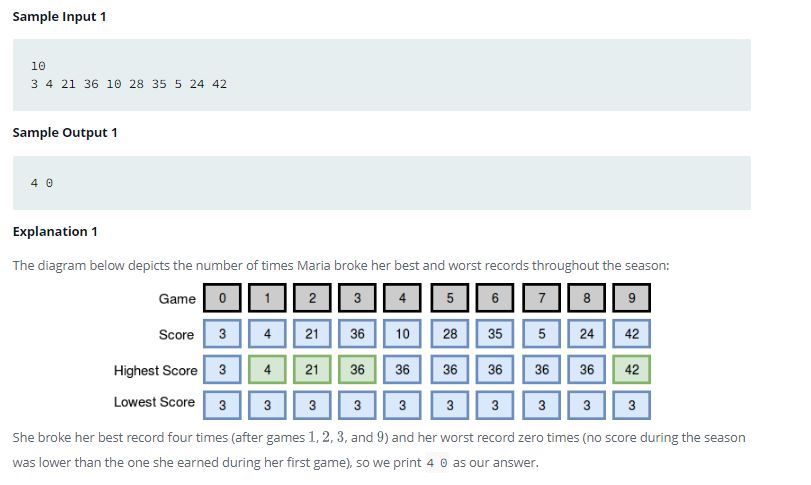 Sample Input 1
10
3 4 21 36 10 28 35 5 24 42
Sample Output 1
4 0
Explanation 1
The diagram below depicts the number of times Maria broke her best and worst records throughout the season:
Game 0 1 2 3 4 5 6 7 8 9
Score 3 4 21 36 10 28 35 5 24 42
Highest Score 3 4 21 36 36 36 36 36 36 42
Lowest Score 3 3 3 3 3 3 3 3 3 3
She broke her best record four times (after games 1, 2, 3, and 9) and her worst record zero times (no score during the season
was lower than the one she earned during her first game), so we print 4 0 as our answer.